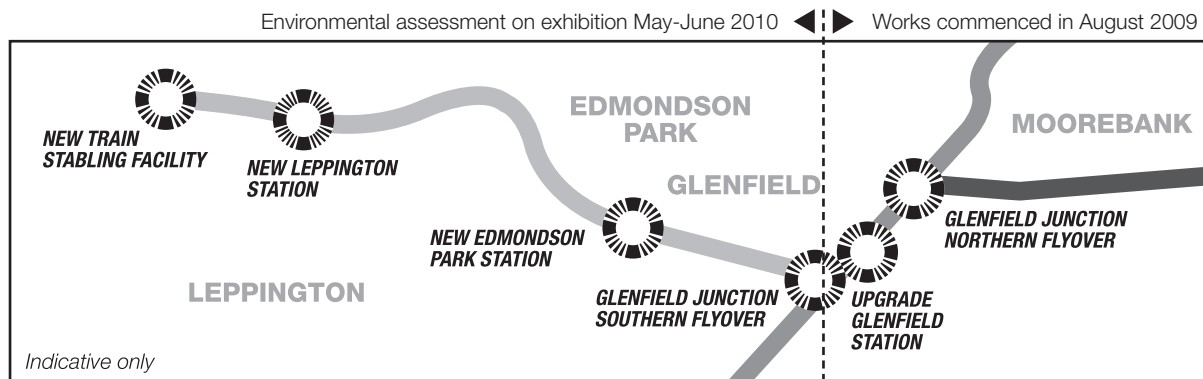 Environmental assessment on exhibition May-June 2010
Works commenced in August 2009
EDMONDSON
PARK
MOOREBANK
NEW TRAIN
STABLING FACILITY
NEW LEPPINGTON
STATION
GLENFIELD
GLENFIELD JUNCTION
NORTHERN FLYOVER
NEW EDMONDSON
PARK STATION
LEPPINGTON
GLENFIELD JUNCTION
SOUTHERN FLYOVER
UPGRADE
GLENFIELD
STATION
Indicative only